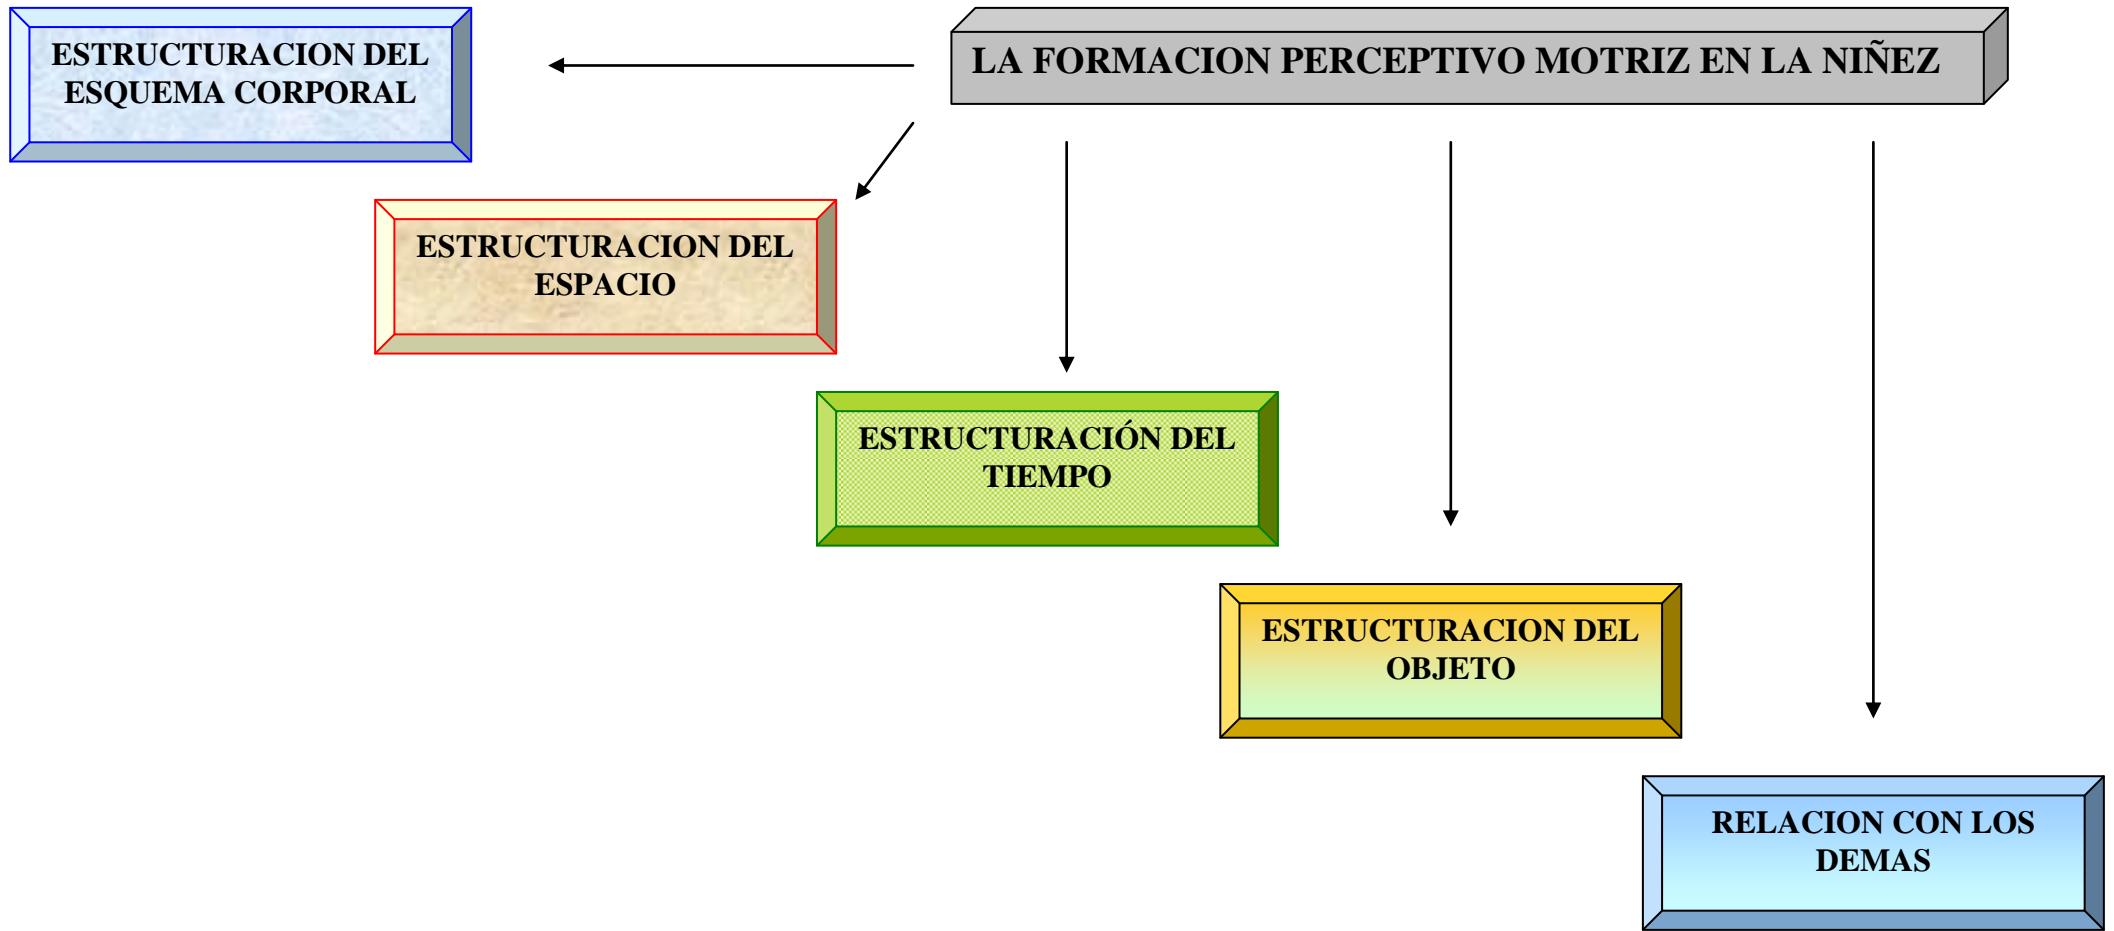 LA FORMACION PERCEPTIVO MOTRIZ EN LA NIÑEZ
ESTRUCTURACION DEL
ESQUEMA CORPORAL
ESTRUCTURACION DEL
ESPACIO
ESTRUCTURACIÓN DEL
TIEMPO
ESTRUCTURACION DEL
OBJETO
RELACION CON LOS
DEMAS